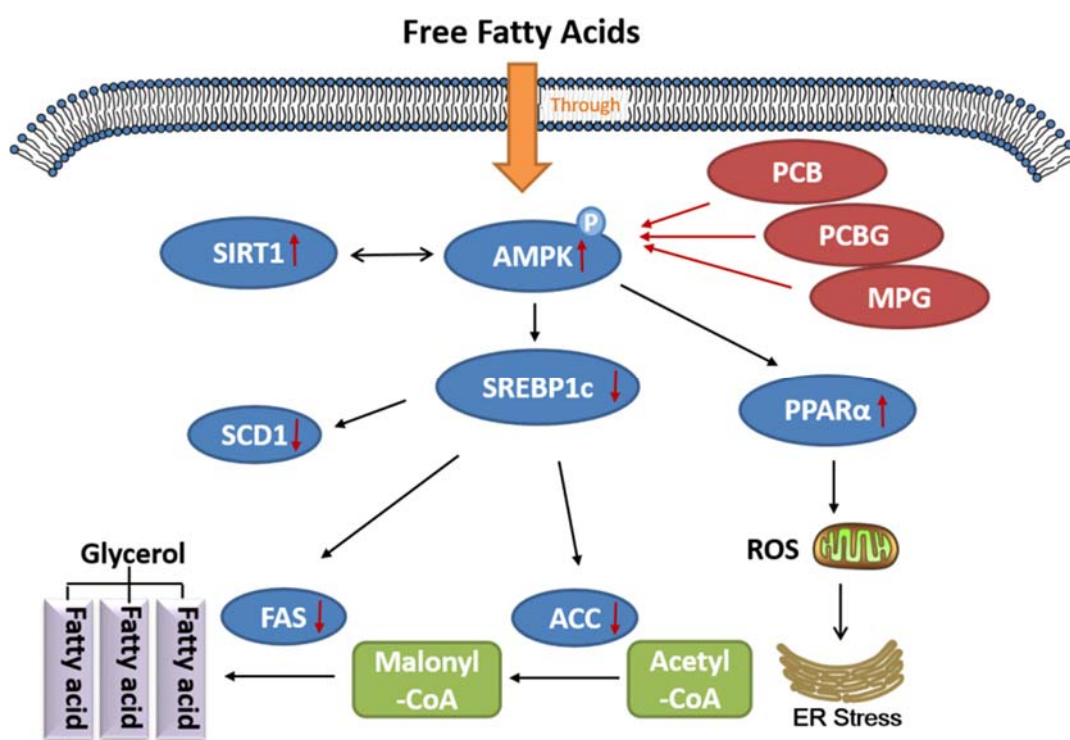 Free Fatty Acids
Through
PCB
P
PCBG
SIRT1
AMPK
MPG
SREBP1c
PPARα
SCD1
ROS
Glycerol
Fatty acid
Fatty acid
Fatty acid
FAS
ACC
Malonyl
-CoA
Acetyl
-CoA
ER Stress